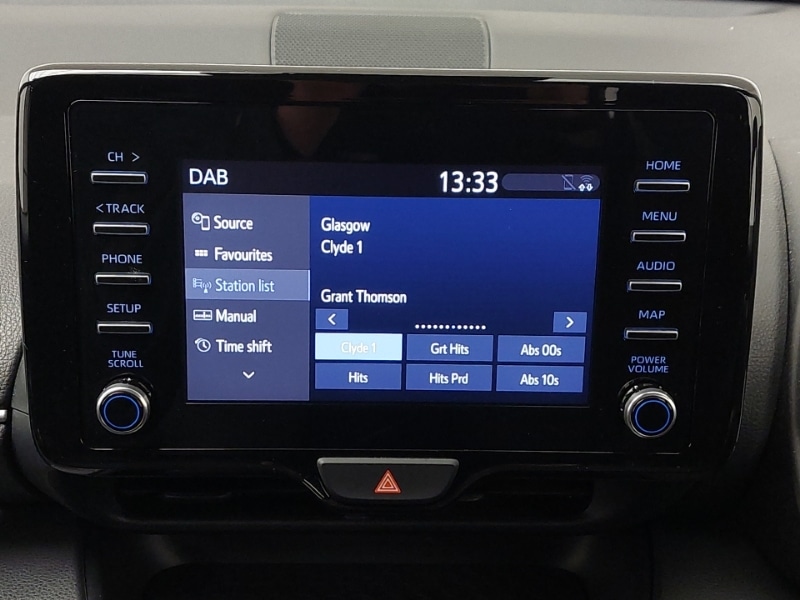 CH >
< TRACK
PHONE
SETUP
TUNE
SCROLL
DAB
13:33
Source
Favourites
Station list
Manual
Time shift
Glasgow
Clyde 1
Grant Thomson
< >
Clyde 1 Grt Hits Abs 00s
Hits Hits Prd Abs 10s
HOME
MENU
AUDIO
MAP
POWER
VOLUME